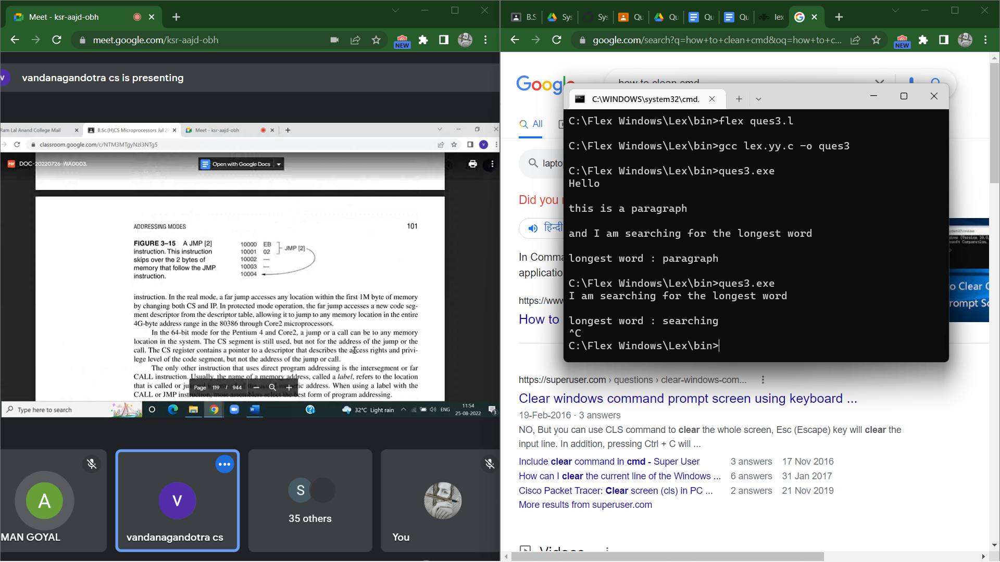 Meet - ksr-aajd-obh
meet.google.com/ksr-aajd-obh
NEW
V
vandanagandotra cs is presenting
Ram Lal Anand College Mail
B.Sc.(H)CS Microprocessors Jul 2
Meet - ksr-aajd-obh
classroom.google.com/c/NTM3MTgyNzI3NTg5
V
PDF
DOC-20220726-WA0003.
Open with Google Docs
ADDRESSING MODES
101
FIGURE 3–15 A JMP [2]
instruction. This instruction
skips over the 2 bytes of
memory that follow the JMP
instruction.
10000 EB
10001 02
10002 —
10003 —
10004
JMP [2]
instruction. In the real mode, a far jump accesses any location within the first 1M byte of memory
by changing both CS and IP. In protected mode operation, the far jump accesses a new code seg-
ment descriptor from the descriptor table, allowing it to jump to any memory location in the entire
4G-byte address range in the 80386 through Core2 microprocessors.
In the 64-bit mode for the Pentium 4 and Core2, a jump or a call can be to any memory
location in the system. The CS segment is still used, but not for the address of the jump or the
call. The CS register contains a pointer to a descriptor that describes the access rights and privi-
lege level of the code segment, but not the address of the jump or call.
The only other instruction that uses direct program addressing is the intersegment or far
CALL instruction. Usually, the name of a memory address, called a label, refers to the location
that is called or ju ric address. When using a label with the
CALL or JMP instruction, most assemblers select the best form of program addressing.
Page 119 / 944
Type here to search
32°C Light rain
ENG
11:54
25-08-2022
3
A
MAN GOYAL
V
vandanagandotra cs
S
35 others
You
B.S
Sys
Sys
Qu
Qu
Qu
Qu
lex
google.com/search?q=how+to+clean+cmd&oq=how+to+c...
NEW
Google
how to clean cmd
All
lapto
Did you
हिन्दी
In Comma
applicatio
https://www
How to
o Clear C
rompt Sc
C:\WINDOWS\system32\cmd.
C:\Flex Windows\Lex\bin>flex ques3.l
C:\Flex Windows\Lex\bin>gcc lex.yy.c -o ques3
C:\Flex Windows\Lex\bin>ques3.exe
Hello
this is a paragraph
and I am searching for the longest word
longest word : paragraph
C:\Flex Windows\Lex\bin>ques3.exe
I am searching for the longest word
longest word : searching
^C
C:\Flex Windows\Lex\bin>
https://superuser.com › questions › clear-windows-com...
Clear windows command prompt screen using keyboard ...
19-Feb-2016 · 3 answers
NO, But you can use CLS command to clear the whole screen, Esc (Escape) key will clear the
input line. In addition, pressing Ctrl + C will ...
Include clear command in cmd - Super User 3 answers 17 Nov 2016
How can I clear the current line of the Windows ... 6 answers 31 Jan 2017
Cisco Packet Tracer: Clear screen (cls) in PC ... 2 answers 21 Nov 2019
More results from superuser.com
Videos